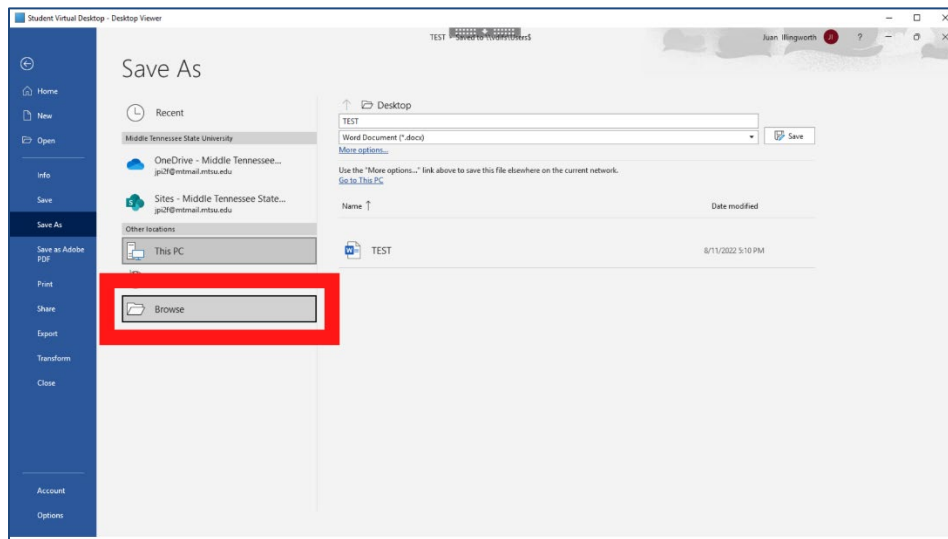 Student Virtual Desktop - Desktop Viewer
TEST
Juan Illingworth JI ?
Save As
Home
New
Open
Info
Save
Save As
Save as Adobe
PDF
Print
Share
Export
Transform
Close
Account
Options
Recent
Middle Tennessee State University
OneDrive - Middle Tennessee...
jpi2f@mtmail.mtsu.edu
Sites - Middle Tennessee State...
jpi2f@mtmail.mtsu.edu
Other locations
This PC
Browse
Desktop
TEST
Word Document (*.docx)
Save
More options...
Use the "More options..." link above to save this file elsewhere on the current network.
Go to This PC
Name ↑ Date modified
TEST 8/11/2022 5:10 PM